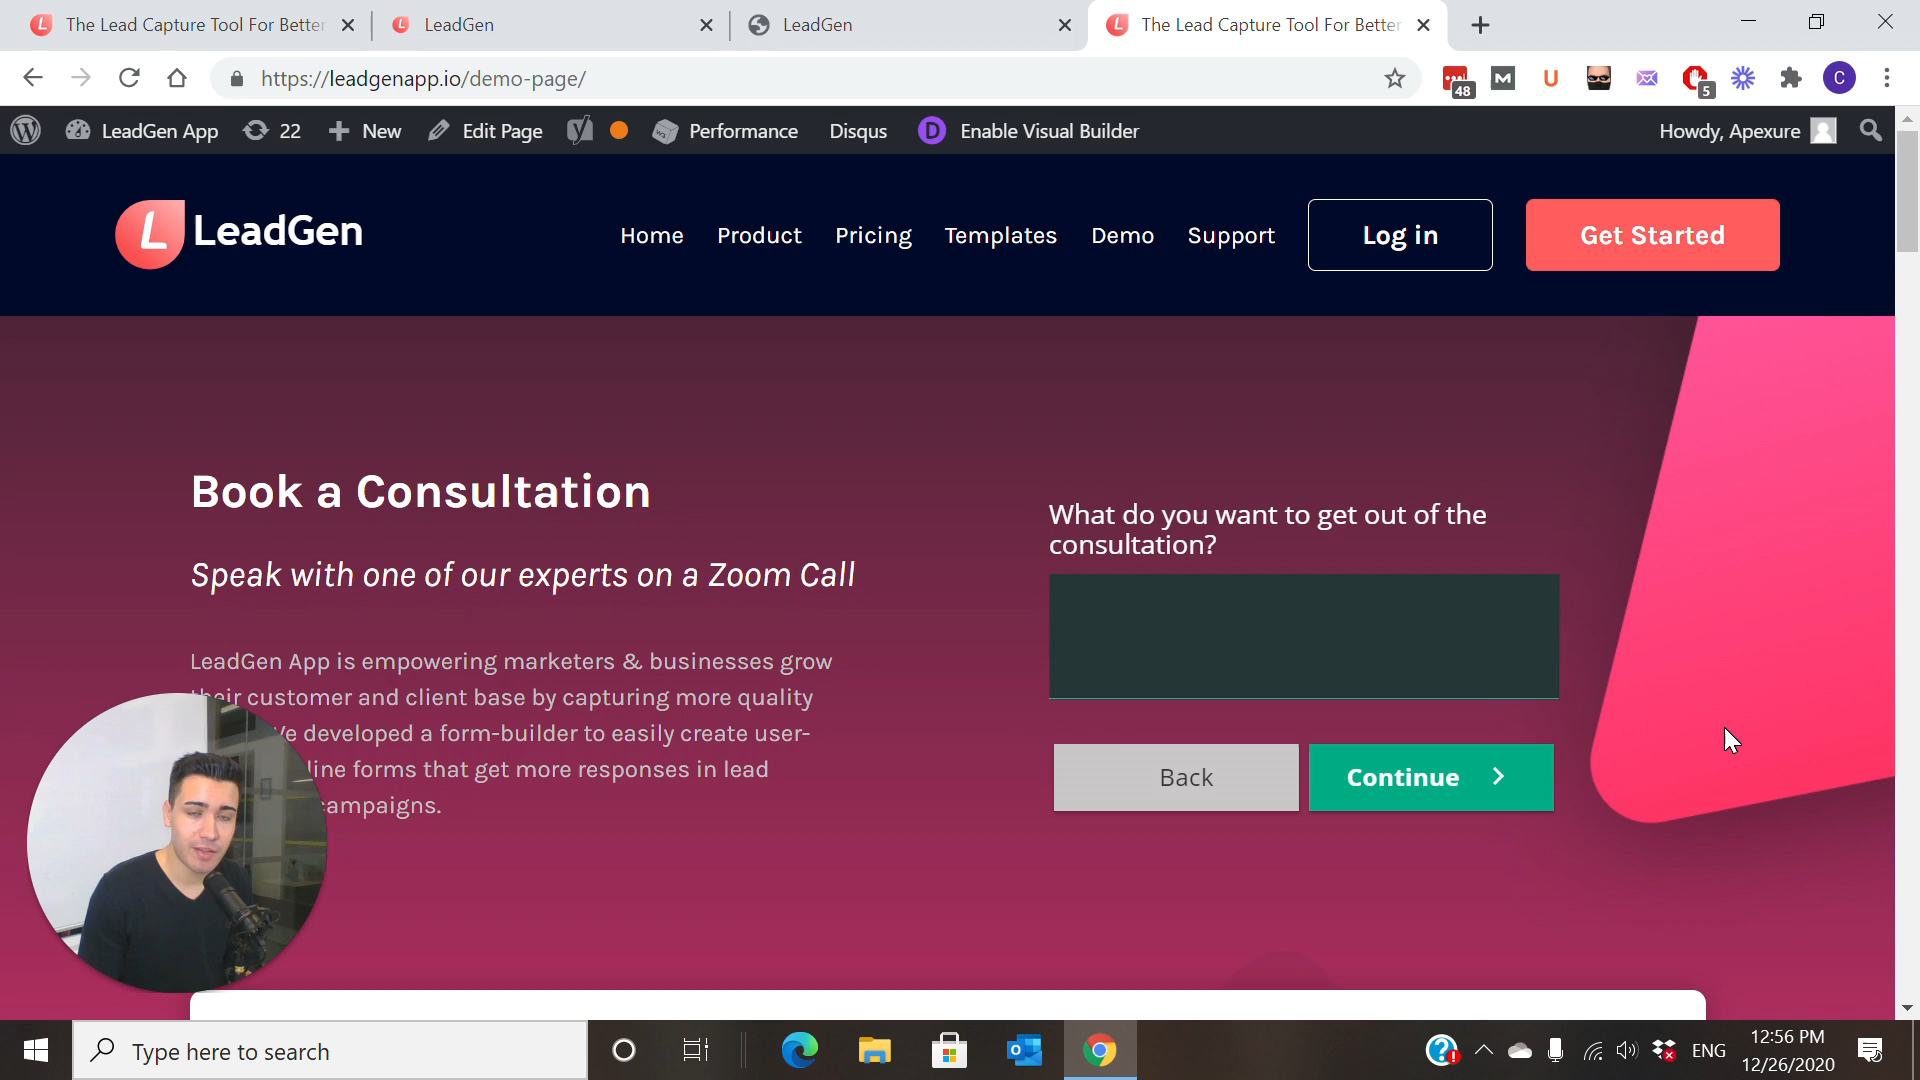 The Lead Capture Tool For Better
LeadGen
LeadGen
The Lead Capture Tool For Better
https://leadgenapp.io/demo-page/
48
5
C
LeadGen App
22
New
Edit Page
Performance
Disqus
D
Enable Visual Builder
Howdy, Apexure
L LeadGen
Home
Product
Pricing
Templates
Demo
Support
Log in
Get Started
Book a Consultation
Speak with one of our experts on a Zoom Call
LeadGen App is empowering marketers & businesses grow
their customer and client base by capturing more quality
developed a form-builder to easily create user-
forms that get more responses in lead
campaigns.
What do you want to get out of the
consultation?
Back
Continue
Type here to search
ENG
12:56 PM
12/26/2020